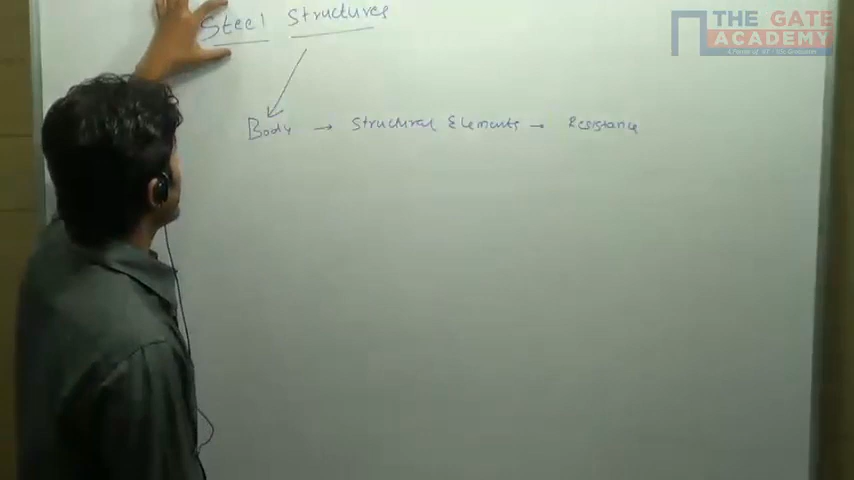 Steel Structures
Body → Structural Elements → Resistance
THE GATE
ACADEMY